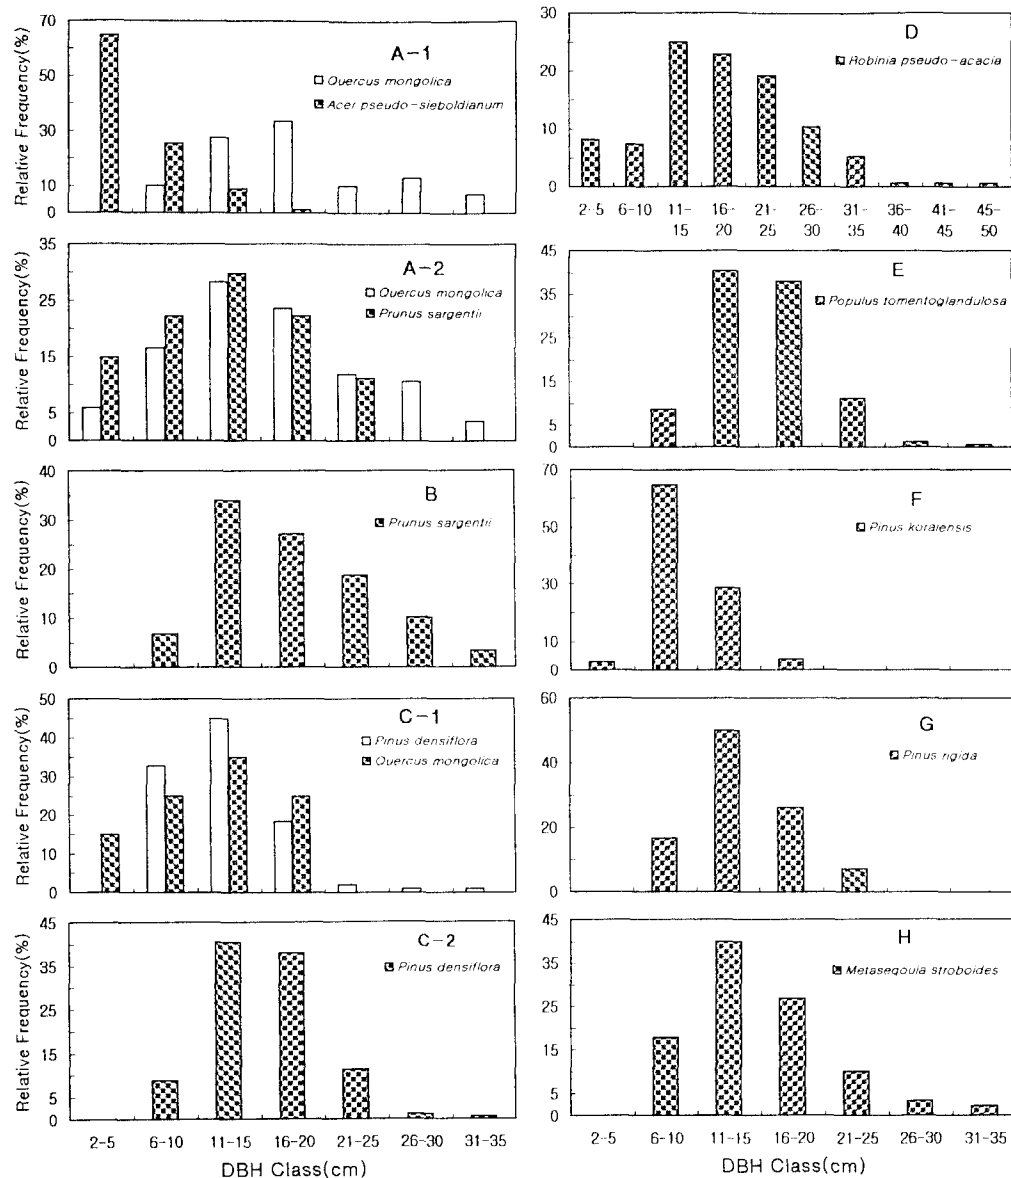 70
50
30
10
0
Relative Frequency(%)
A-1
Quercus mongolica
Acer pseudo-sieboldianum
35
25
15
5
0
Relative Frequency(%)
A-2
Quercus mongolica
Prunus sargentii
40
30
20
10
0
Relative Frequency(%)
B
Prunus sargentii
50
40
30
20
10
0
Relative Frequency(%)
C-1
Pinus densiflora
Quercus mongolica
45
35
25
15
5
0
Relative Frequency(%)
C-2
Pinus densiflora
2-5 6-10 11-15 16-20 21-25 26-30 31-35
DBH Class(cm)
30
20
10
0
D
Robinia pseudo-acacia
2-5 6-10 11- 16- 21- 26- 31- 36- 41- 45-
15 20 25 30 35 40 45 50
45
35
25
15
5
0
E
Populus tomentoglandulosa
70
50
30
10
0
F
Pinus koraiensis
60
40
20
0
G
Pinus rigida
45
35
25
15
5
0
H
Metaseqouia stroboides
2-5 6-10 11-15 16-20 21-25 26-30 31-35
DBH Class(cm)